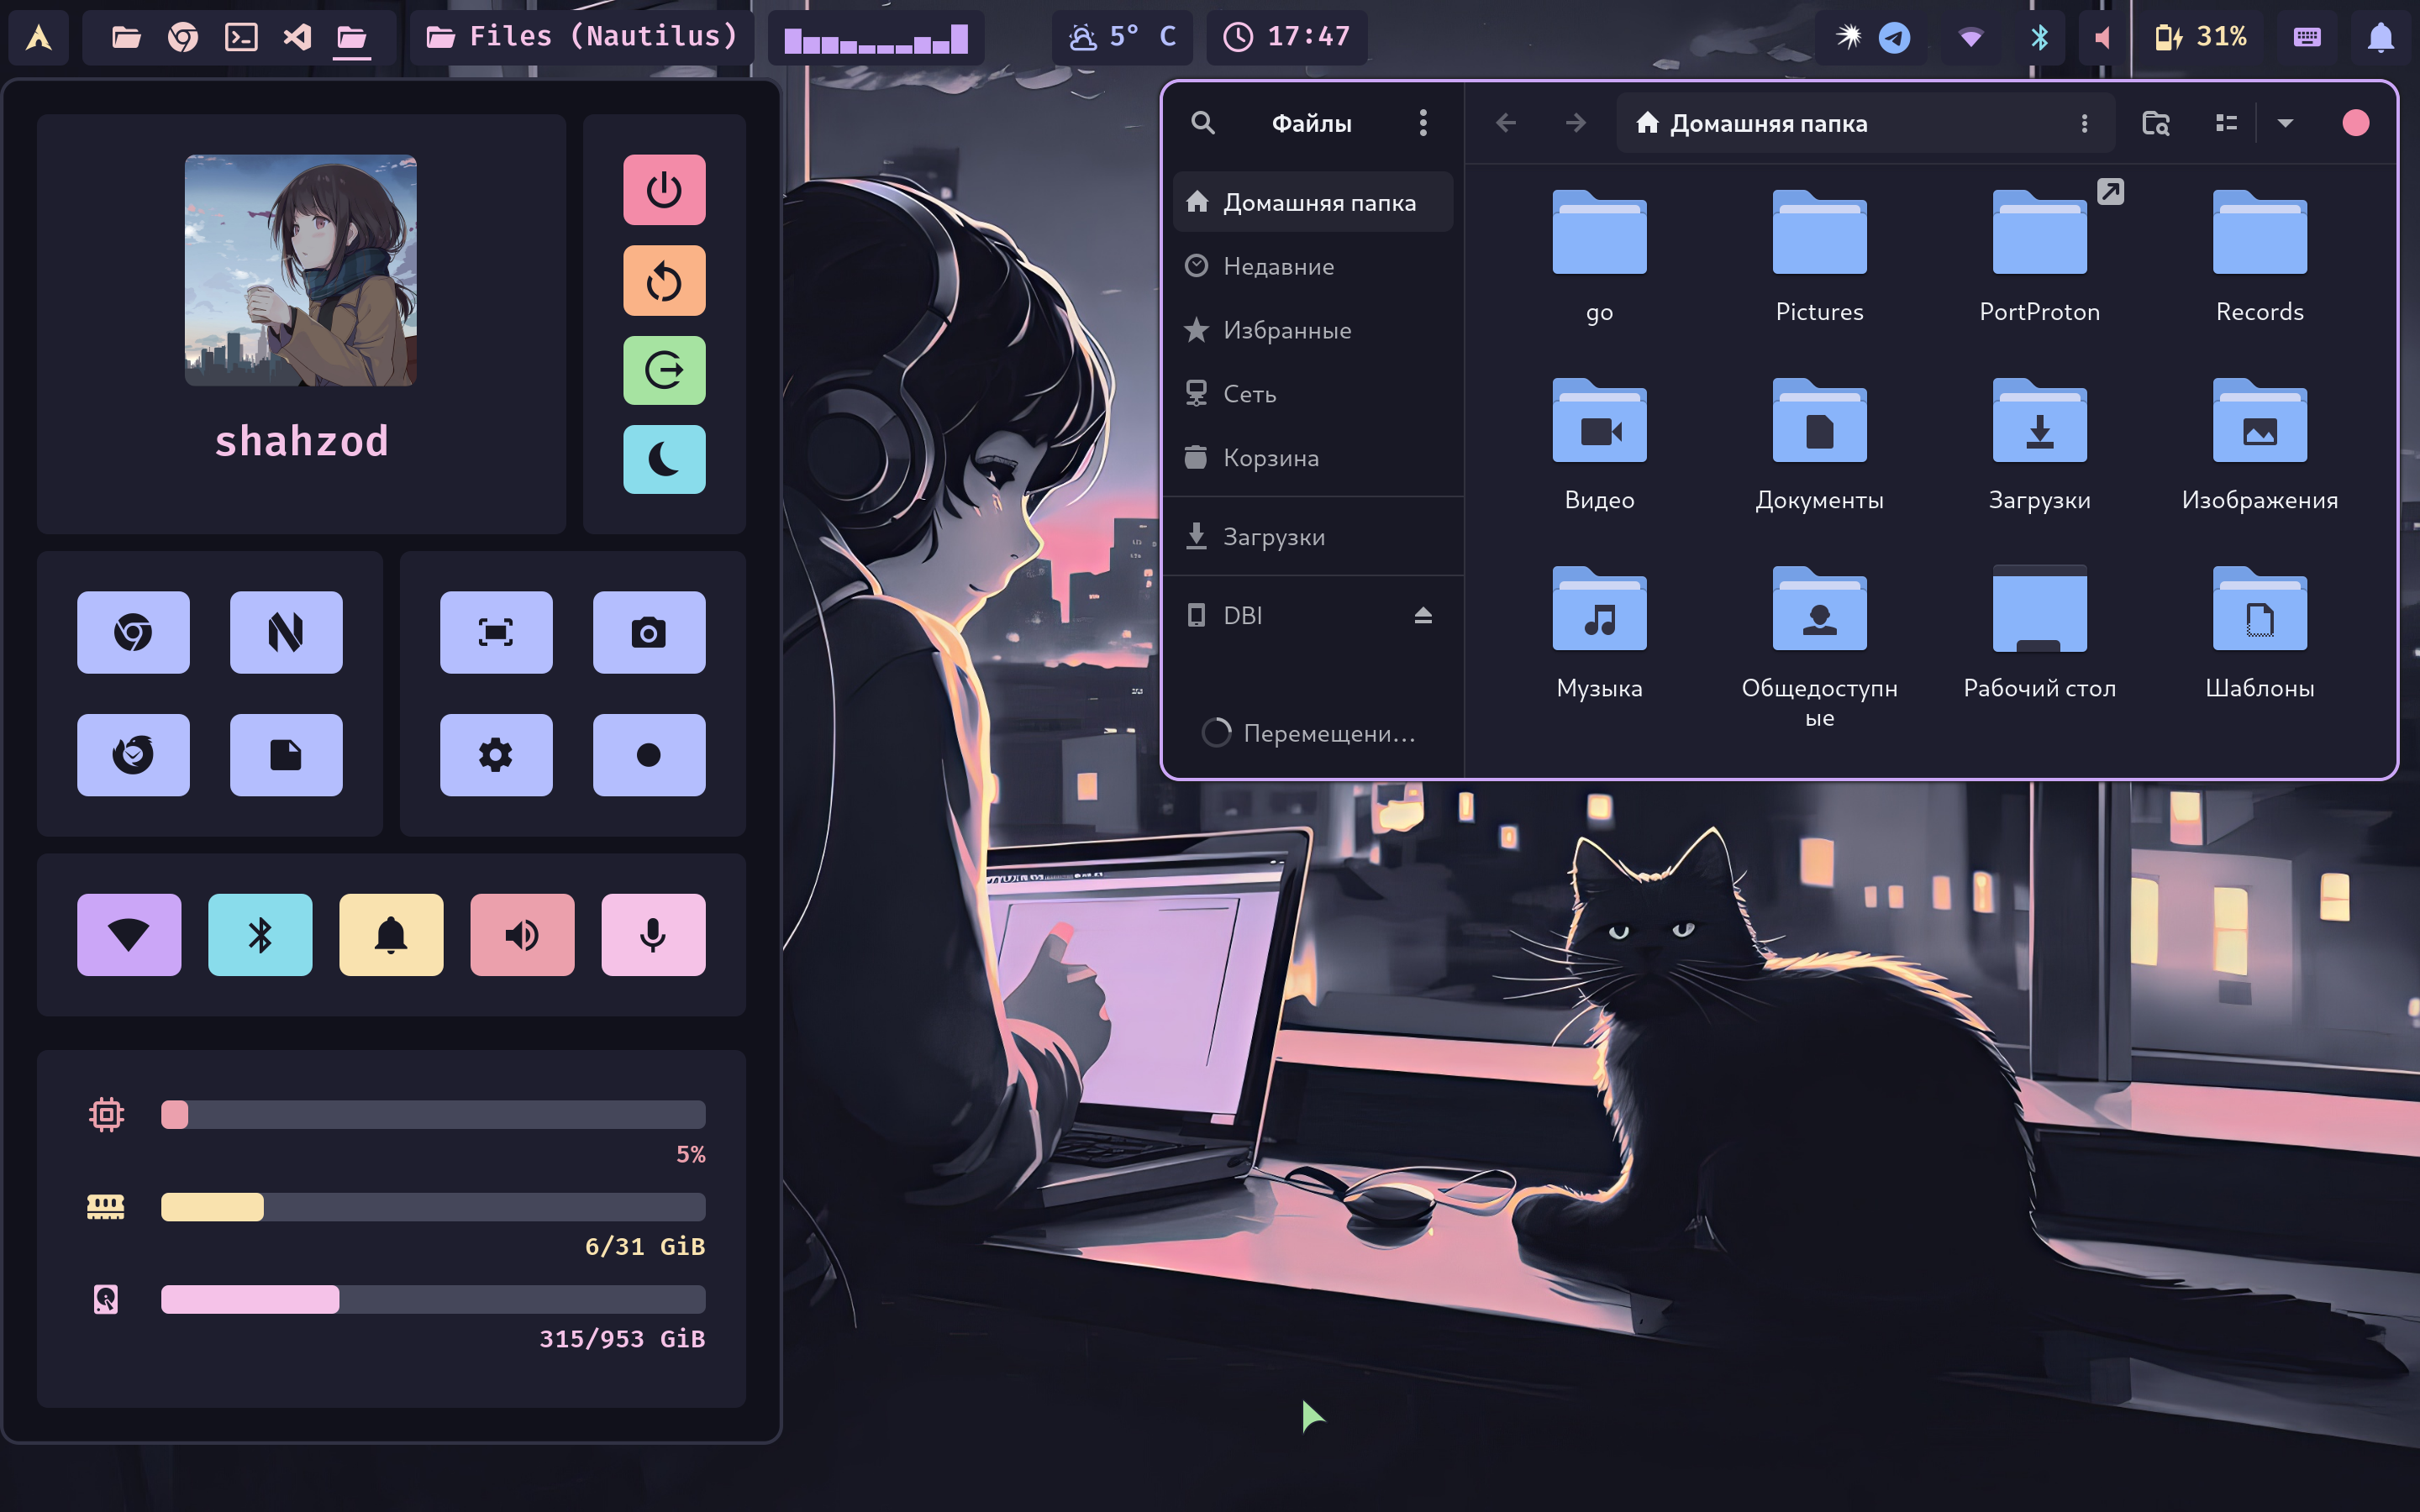 Files (Nautilus)
5° C
17:47
31%
shahzod
5%
6/31 GiB
315/953 GiB
Файлы
Домашняя папка
Недавние
Избранные
Сеть
Корзина
Загрузки
DBI
Перемещени...
Домашняя папка
go
Pictures
PortProton
Records
Видео
Документы
Загрузки
Изображения
Музыка
Общедоступн
ые
Рабочий стол
Шаблоны